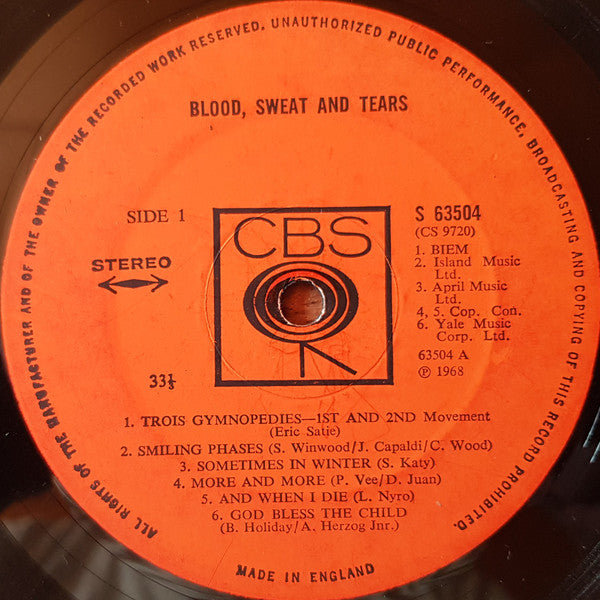 ALL RIGHTS OF THE MANUFACTURER AND OF THE OWNER OF THE RECORDED WORK RESERVED. UNAUTHORIZED PUBLIC PERFORMANCE, BROADCASTING AND COPYING OF THIS RECORD PROHIBITED.
BLOOD, SWEAT AND TEARS
SIDE 1
STEREO
33⅓
CBS
S 63504
(CS 9720)
1. BIEM
2. Island Music
Ltd.
3. April Music
Ltd.
4, 5. Cop. Con.
6. Yale Music
Corp. Ltd.
63504 A
℗ 1968
1. TROIS GYMNOPEDIES—1ST AND 2ND Movement
(Eric Satie)
2. SMILING PHASES (S. Winwood/J. Capaldi/C. Wood)
3. SOMETIMES IN WINTER (S. Katy)
4. MORE AND MORE (P. Vee/D. Juan)
5. AND WHEN I DIE (L. Nyro)
6. GOD BLESS THE CHILD
(B. Holiday/A. Herzog Jnr.)
MADE IN ENGLAND